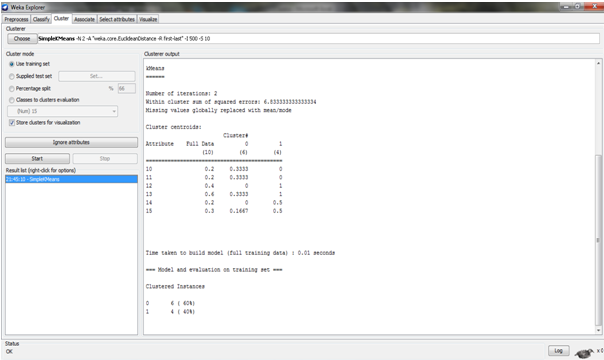 Weka Explorer
Preprocess Classify Cluster Associate Select attributes Visualize
Clusterer
Choose SimpleKMeans -N 2 -A "weka.core.EuclideanDistance -R first-last" -I 500 -S 10
Cluster mode
Use training set
Supplied test set Set...
Percentage split % 66
Classes to clusters evaluation
(Num) 15
Store clusters for visualization
Ignore attributes
Start Stop
Result list (right-click for options)
21:45:10 - SimpleKMeans
Clusterer output
kMeans
======
Number of iterations: 2
Within cluster sum of squared errors: 6.833333333333334
Missing values globally replaced with mean/mode
Cluster centroids:
Cluster#
Attribute Full Data 0 1
(10) (6) (4)
============================================
10 0.2 0.3333 0
11 0.2 0.3333 0
12 0.4 0 1
13 0.6 0.3333 1
14 0.2 0 0.5
15 0.3 0.1667 0.5
Time taken to build model (full training data) : 0.01 seconds
=== Model and evaluation on training set ===
Clustered Instances
0 6 ( 60%)
1 4 ( 40%)
Status
OK
Log
x 0